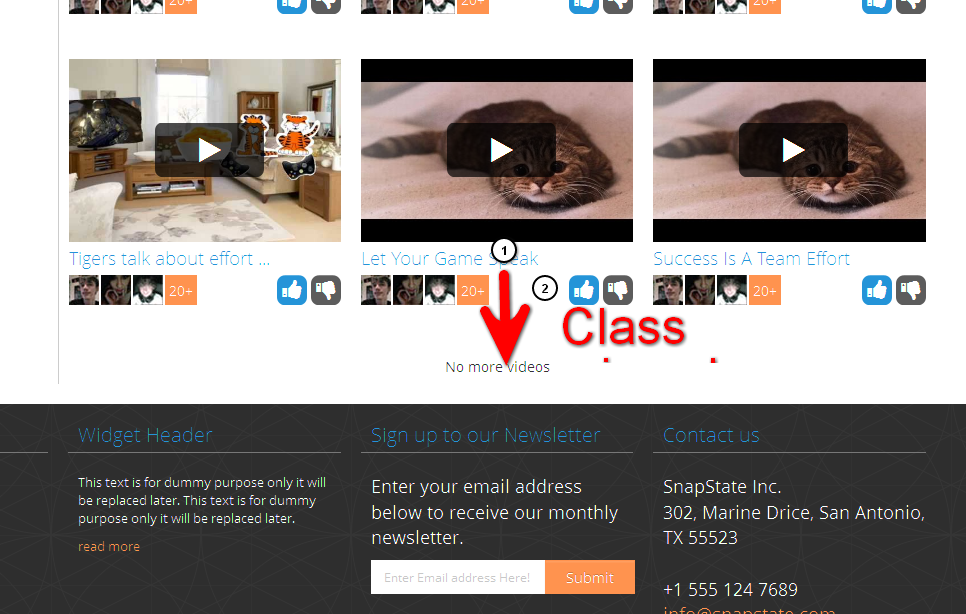 20+ 20+ 20+
Tigers talk about effort ... Let Your Game Speak Success Is A Team Effort
1
20+ 20+ 20+
2
Class
No more videos
Widget Header Sign up to our Newsletter Contact us
This text is for dummy purpose only it will
be replaced later. This text is for dummy
purpose only it will be replaced later.
read more
Enter your email address
below to receive our monthly
newsletter.
Enter Email address Here! Submit
SnapState Inc.
302, Marine Drice, San Antonio,
TX 55523
+1 555 124 7689
info@snapstate.com